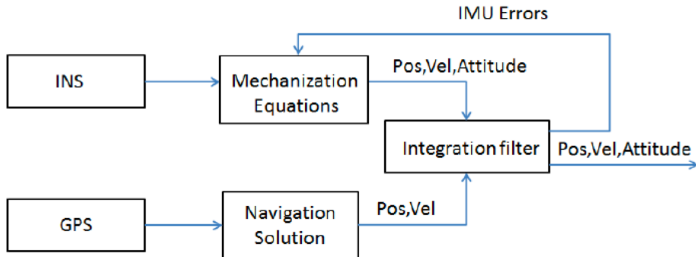 IMU Errors
INS
Mechanization
Equations
Pos,Vel,Attitude
Integration filter
Pos,Vel,Attitude
GPS
Navigation
Solution
Pos,Vel